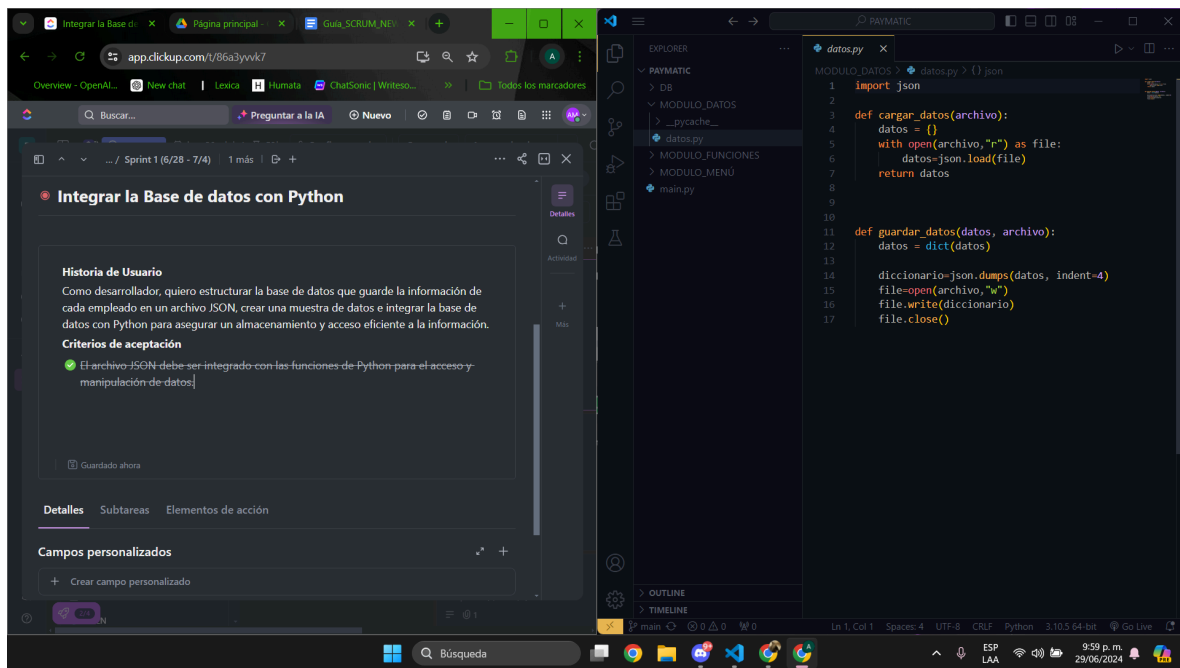 Integrar la Base de
Página principal -
Guía_SCRUM_NEW
app.clickup.com/t/86a3yvvk7
A
Overview - OpenAI...
New chat
Lexica
H Humata
ChatSonic | Writeso...
»
Todos los marcadores
Buscar...
Preguntar a la IA
Nuevo
AM
... / Sprint 1 (6/28 - 7/4)
1 más
Integrar la Base de datos con Python
Detalles
Actividad
Más
Historia de Usuario
Como desarrollador, quiero estructurar la base de datos que guarde la información de
cada empleado en un archivo JSON, crear una muestra de datos e integrar la base de
datos con Python para asegurar un almacenamiento y acceso eficiente a la información.
Criterios de aceptación
El archivo JSON debe ser integrado con las funciones de Python para el acceso y
manipulación de datos.
Guardado ahora
Detalles
Subtareas
Elementos de acción
Campos personalizados
+ Crear campo personalizado
2/4
1
PAYMATIC
EXPLORER
PAYMATIC
> DB
MODULO_DATOS
> __pycache__
datos.py
> MODULO_FUNCIONES
> MODULO_MENÚ
main.py
> OUTLINE
> TIMELINE
datos.py
MODULO_DATOS > datos.py > {} json
1 import json
2
3 def cargar_datos(archivo):
4 datos = {}
5 with open(archivo,"r") as file:
6 datos=json.load(file)
7 return datos
8
9
10
11 def guardar_datos(datos, archivo):
12 datos = dict(datos)
13
14 diccionario=json.dumps(datos, indent=4)
15 file=open(archivo,"w")
16 file.write(diccionario)
17 file.close()
main
0 0
0
Ln 1, Col 1
Spaces: 4
UTF-8
CRLF
Python
3.10.5 64-bit
Go Live
Búsqueda
ESP
LAA
9:59 p. m.
29/06/2024